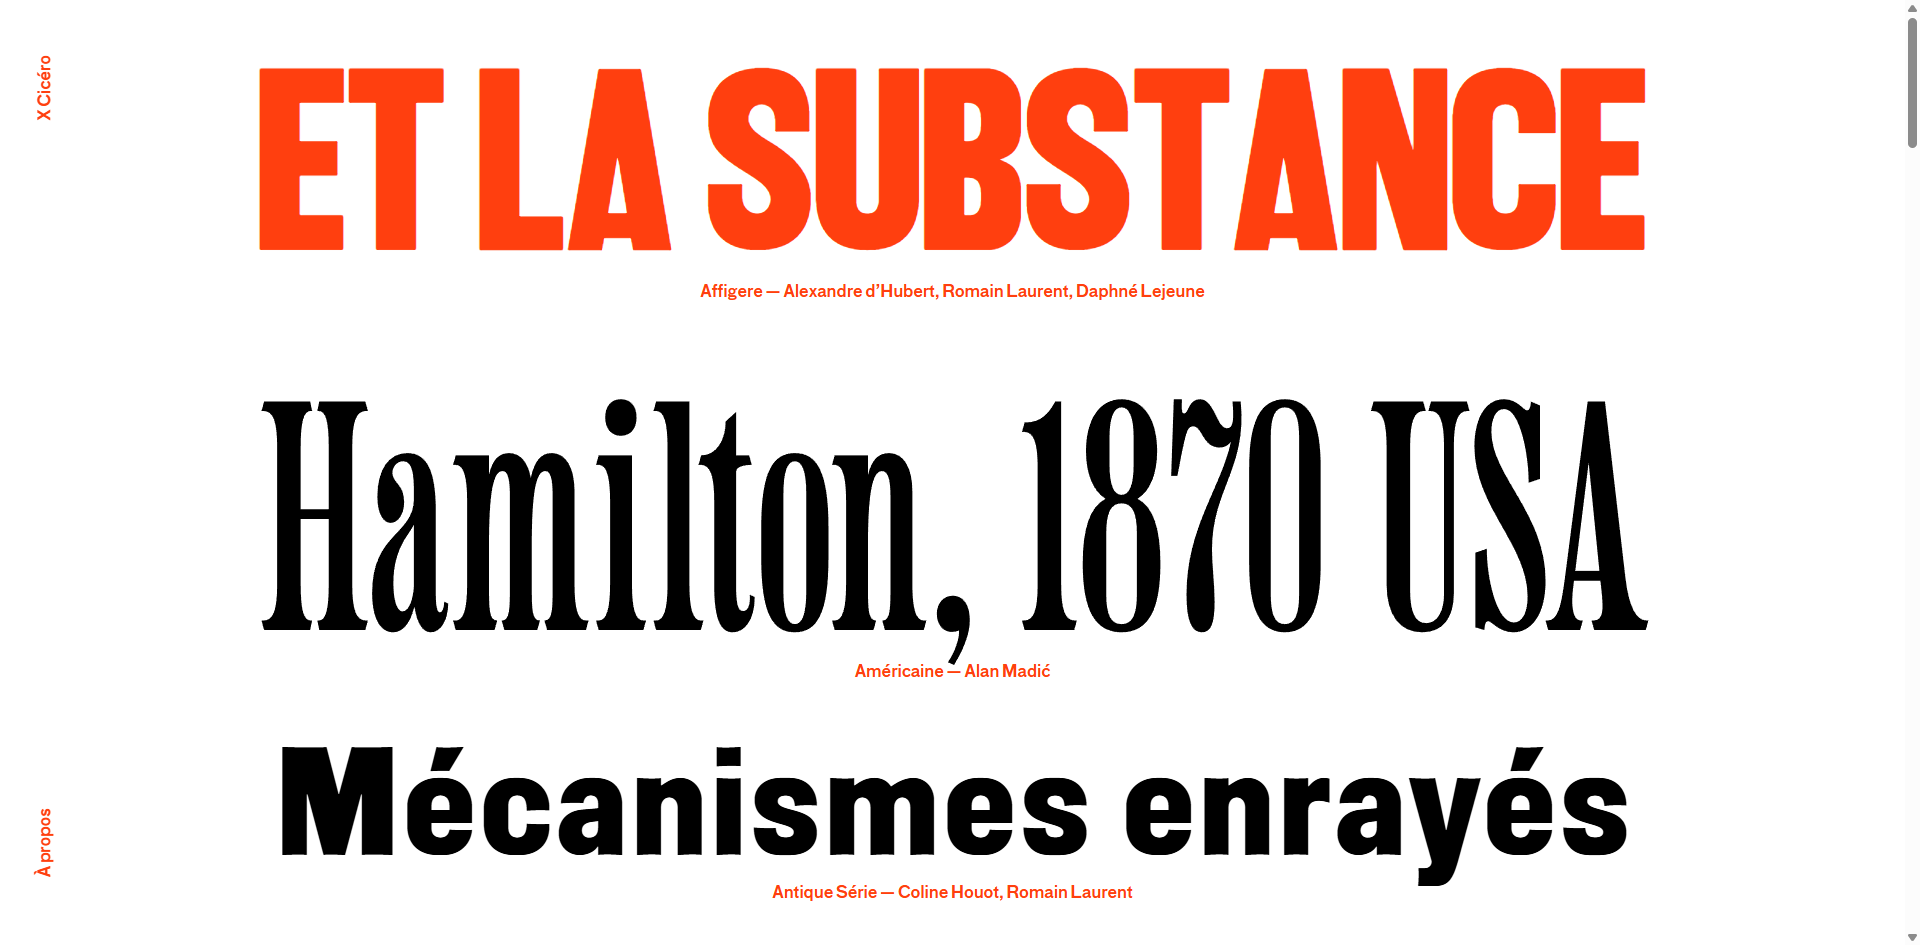 X Cicéro
ET LA SUBSTANCE
Affigere — Alexandre d’Hubert, Romain Laurent, Daphné Lejeune
Hamilton, 1870 USA
Américaine — Alan Madić
Mécanismes enrayés
Antique Série — Coline Houot, Romain Laurent
À propos